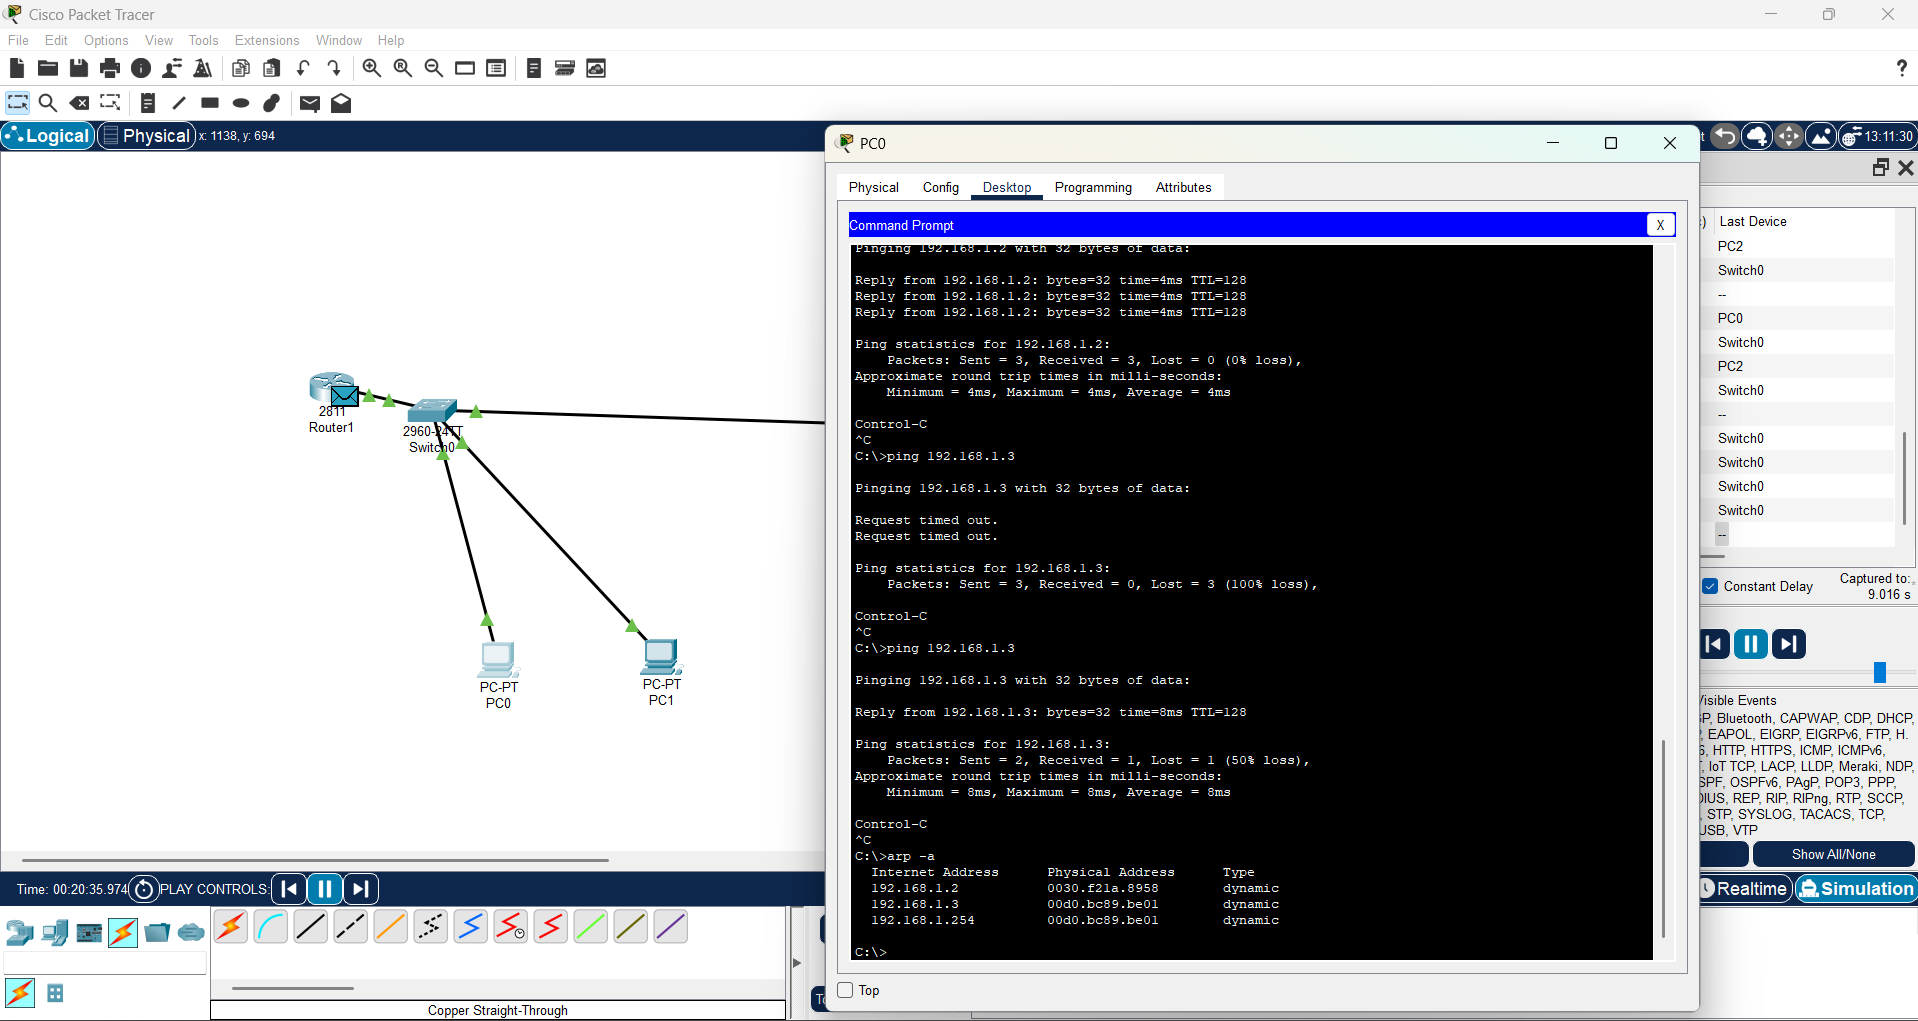 Cisco Packet Tracer
File Edit Options View Tools Extensions Window Help
Logical Physical x: 1138, y: 694
13:11:30
PC0
Physical Config Desktop Programming Attributes
Command Prompt
X
Pinging 192.168.1.2 with 32 bytes of data:
Reply from 192.168.1.2: bytes=32 time=4ms TTL=128
Reply from 192.168.1.2: bytes=32 time=4ms TTL=128
Reply from 192.168.1.2: bytes=32 time=4ms TTL=128
Ping statistics for 192.168.1.2:
Packets: Sent = 3, Received = 3, Lost = 0 (0% loss),
Approximate round trip times in milli-seconds:
Minimum = 4ms, Maximum = 4ms, Average = 4ms
Control-C
^C
C:\>ping 192.168.1.3
Pinging 192.168.1.3 with 32 bytes of data:
Request timed out.
Request timed out.
Ping statistics for 192.168.1.3:
Packets: Sent = 3, Received = 0, Lost = 3 (100% loss),
Control-C
^C
C:\>ping 192.168.1.3
Pinging 192.168.1.3 with 32 bytes of data:
Reply from 192.168.1.3: bytes=32 time=8ms TTL=128
Ping statistics for 192.168.1.3:
Packets: Sent = 2, Received = 1, Lost = 1 (50% loss),
Approximate round trip times in milli-seconds:
Minimum = 8ms, Maximum = 8ms, Average = 8ms
Control-C
^C
C:\>arp -a
Internet Address Physical Address Type
192.168.1.2 0030.f21a.8958 dynamic
192.168.1.3 00d0.bc89.be01 dynamic
192.168.1.254 00d0.bc89.be01 dynamic
C:\>
Top
2811
Router1
2960-24TT
Switch0
PC-PT
PC0
PC-PT
PC1
Last Device
PC2
Switch0
--
PC0
Switch0
PC2
Switch0
--
Switch0
Switch0
Switch0
Switch0
--
Constant Delay
Captured to:
9.016 s
Visible Events
Bluetooth, CAPWAP, CDP, DHCP,
EAPOL, EIGRP, EIGRPv6, FTP, H.
HTTP, HTTPS, ICMP, ICMPv6,
IoT TCP, LACP, LLDP, Meraki, NDP,
OSPFv6, PAgP, POP3, PPP,
REP, RIP, RIPng, RTP, SCCP,
STP, SYSLOG, TACACS, TCP,
USB, VTP
Show All/None
Time: 00:20:35.974 PLAY CONTROLS:
Realtime Simulation
Copper Straight-Through